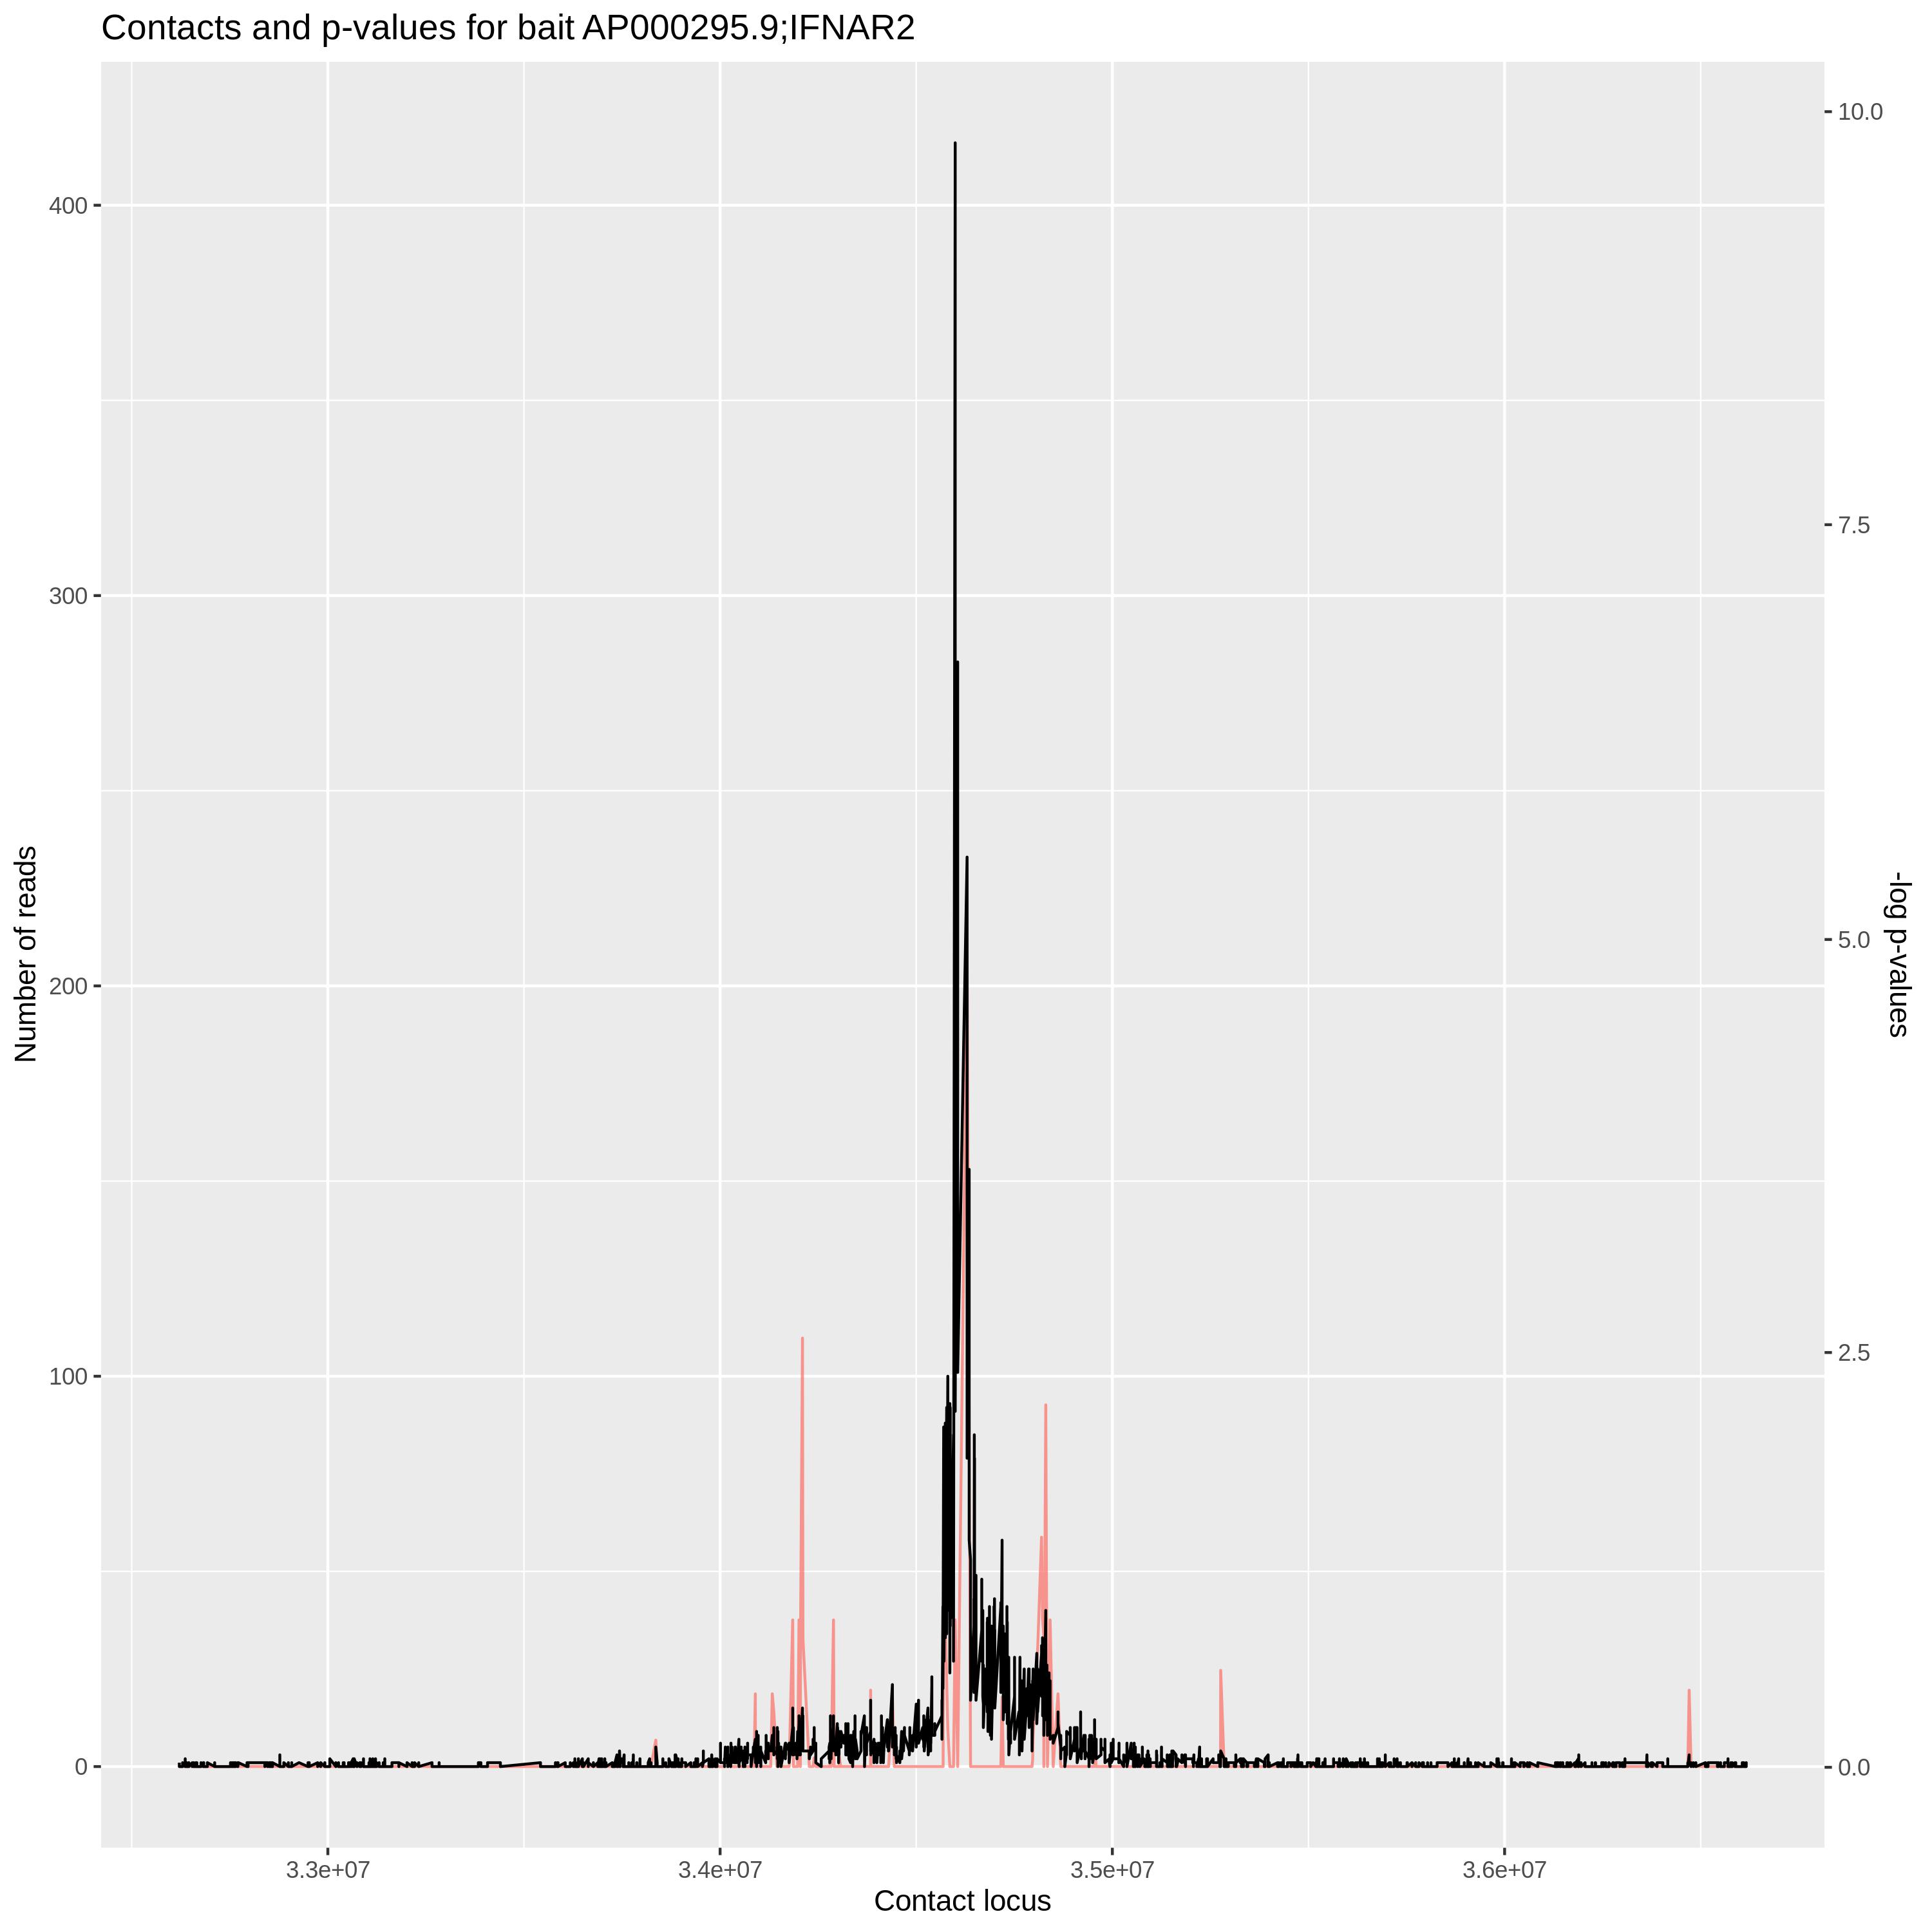 Contacts and p-values for bait AP000295.9;IFNAR2
10.0
400
7.5
300
Number of reads
-log p-values
5.0
200
2.5
100
0
0.0
3.3e+07
3.4e+07
3.5e+07
3.6e+07
Contact locus